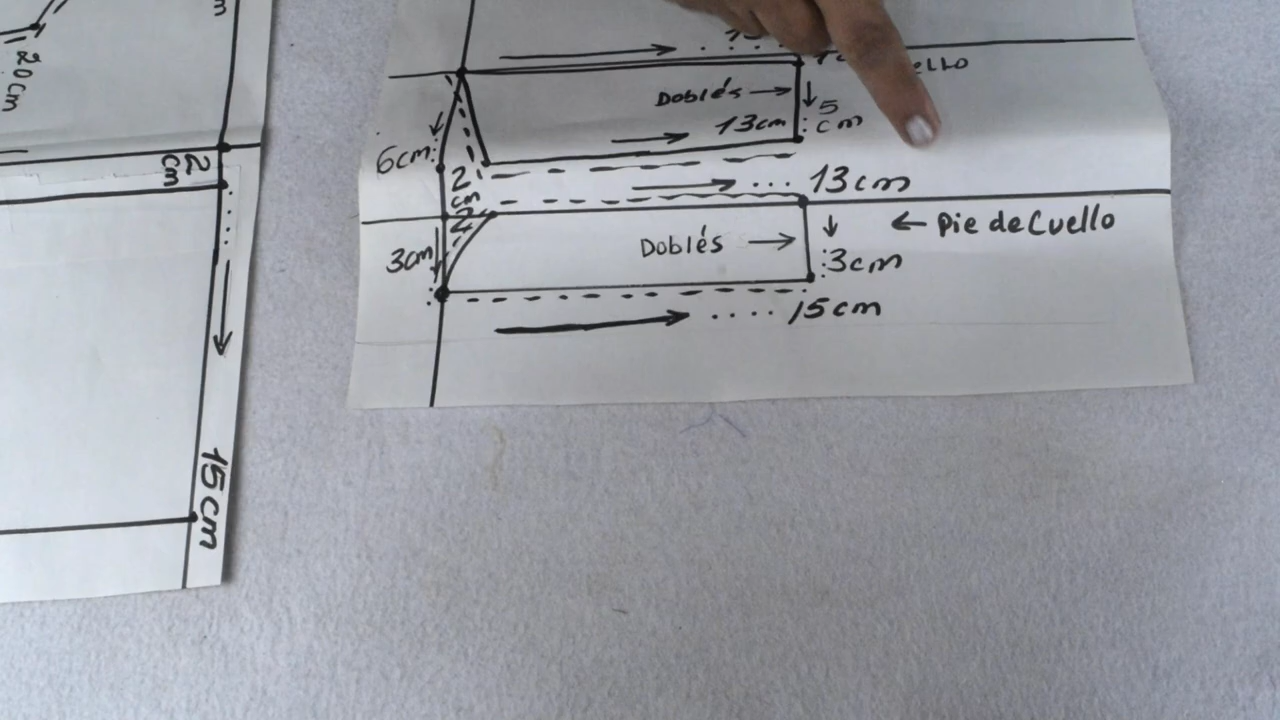 20cm
2
cm
15cm
Doblés
5
cm
13cm
6cm
2
cm
13cm
2
← Pie de Cuello
3cm
Doblés
3cm
15cm